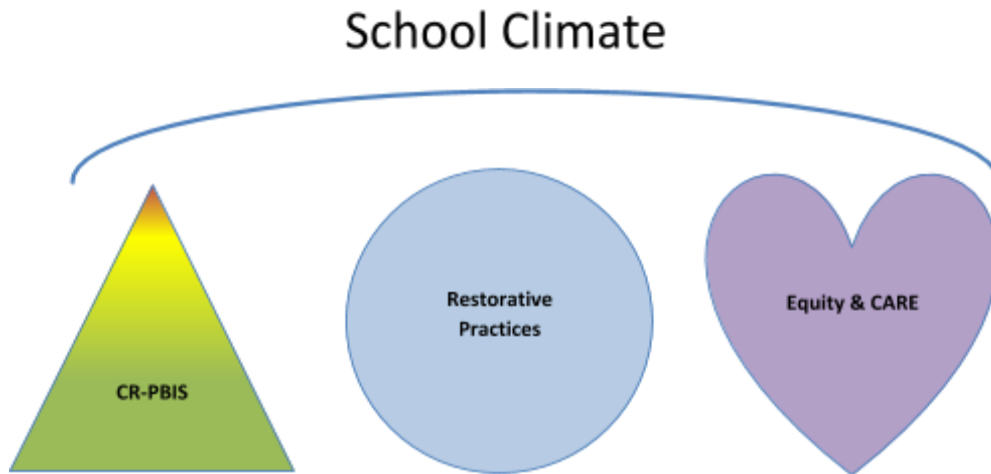 School Climate
CR-PBIS
Restorative
Practices
Equity & CARE